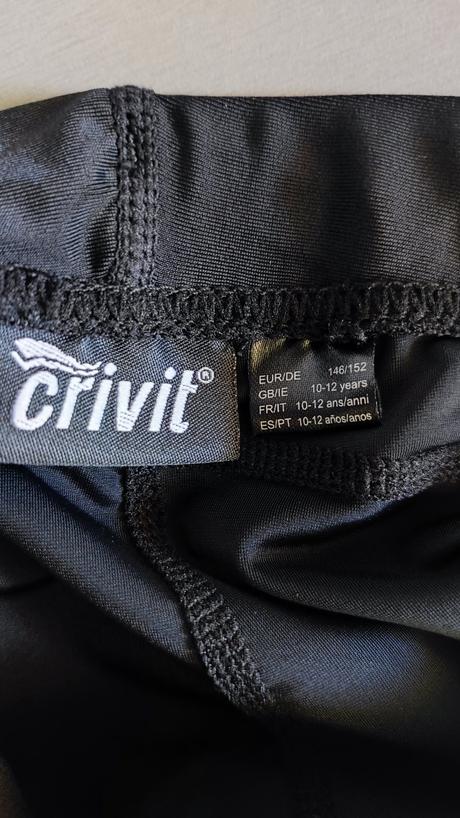 crivit®
EUR/DE 146/152
GB/IE 10-12 years
FR/IT 10-12 ans/anni
ES/PT 10-12 años/anos